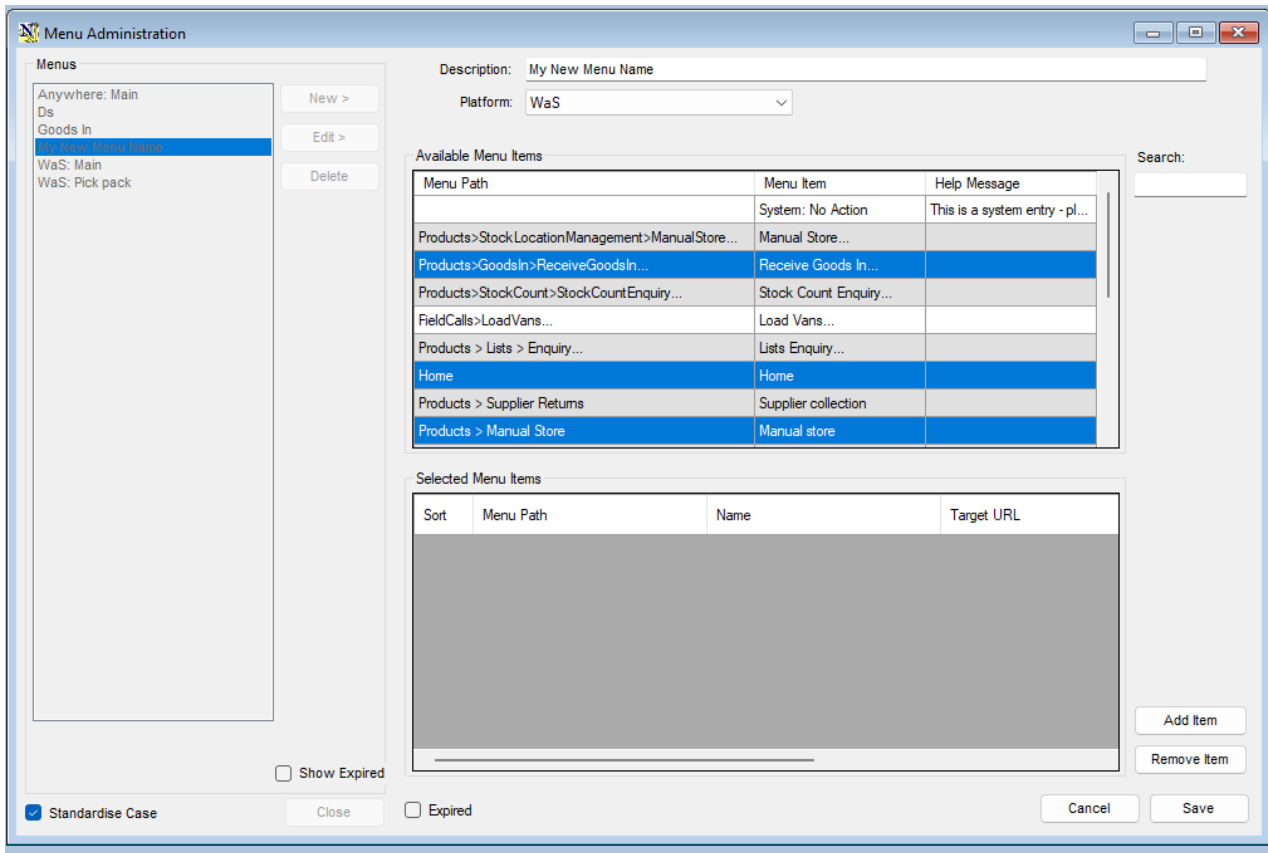 Menu Administration
Menus
Anywhere: Main
Ds
Goods In
My New Menu Name
WaS: Main
WaS: Pick pack
New >
Edit >
Delete
Show Expired
Standardise Case
Close
Description: My New Menu Name
Platform: WaS
Available Menu Items
Menu Path Menu Item Help Message
System: No Action This is a system entry - pl...
Products>StockLocationManagement>ManualStore... Manual Store...
Products>GoodsIn>ReceiveGoodsIn... Receive Goods In...
Products>StockCount>StockCountEnquiry... Stock Count Enquiry...
FieldCalls>LoadVans... Load Vans...
Products > Lists > Enquiry... Lists Enquiry...
Home Home
Products > Supplier Returns Supplier collection
Products > Manual Store Manual store
Search:
Selected Menu Items
Sort Menu Path Name Target URL
Add Item
Remove Item
Expired
Cancel Save